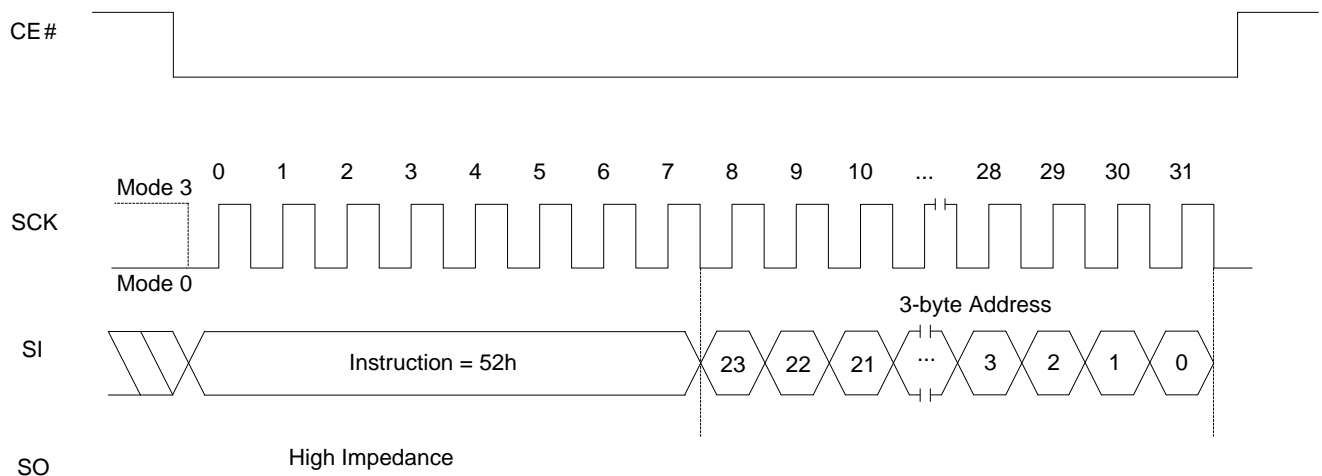 CE#
0 1 2 3 4 5 6 7 8 9 10 ... 28 29 30 31
Mode 3
SCK
Mode 0
3-byte Address
SI
Instruction = 52h
23 22 21 ... 3 2 1 0
High Impedance
SO